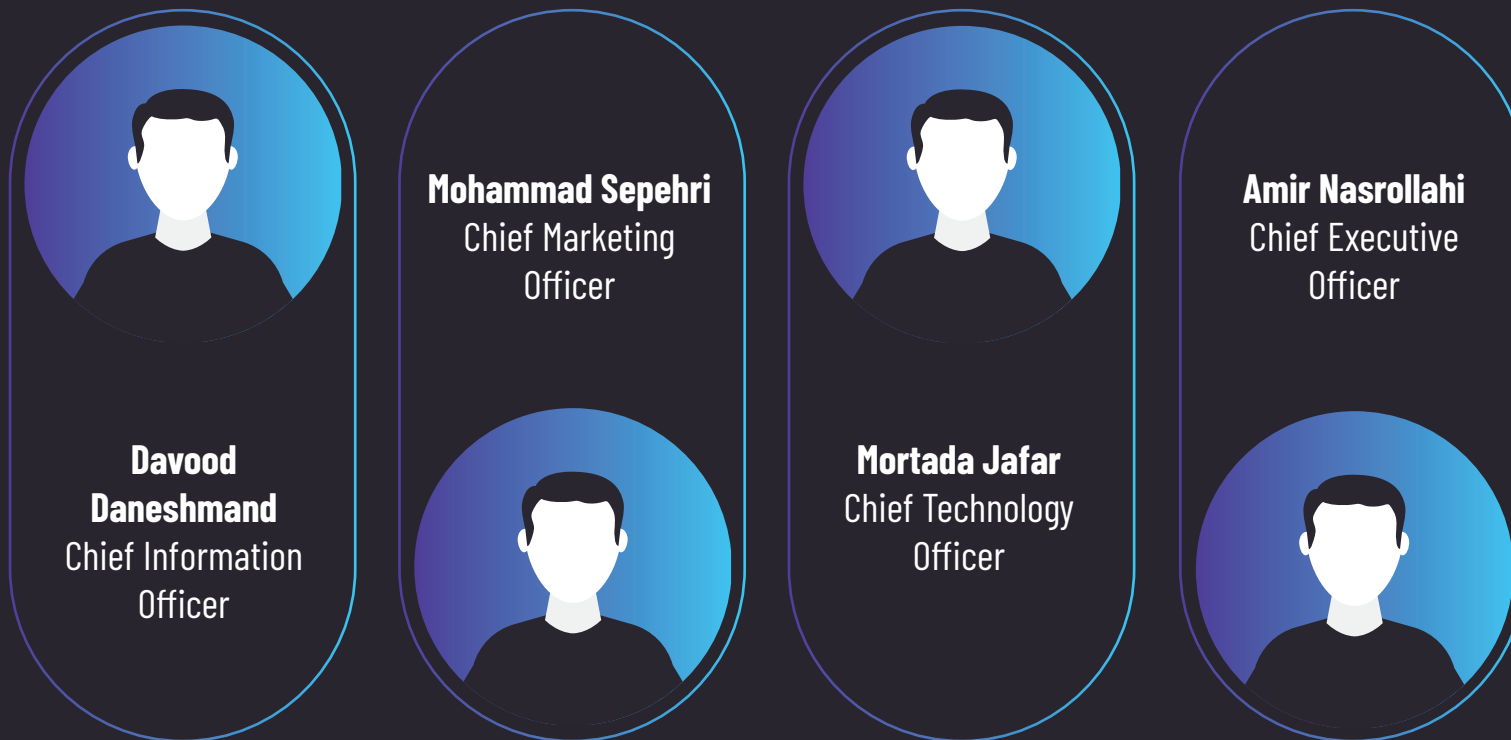 Davood
Daneshmand
Chief Information
Officer
Mohammad Sepehri
Chief Marketing
Officer
Mortada Jafar
Chief Technology
Officer
Amir Nasrollahi
Chief Executive
Officer